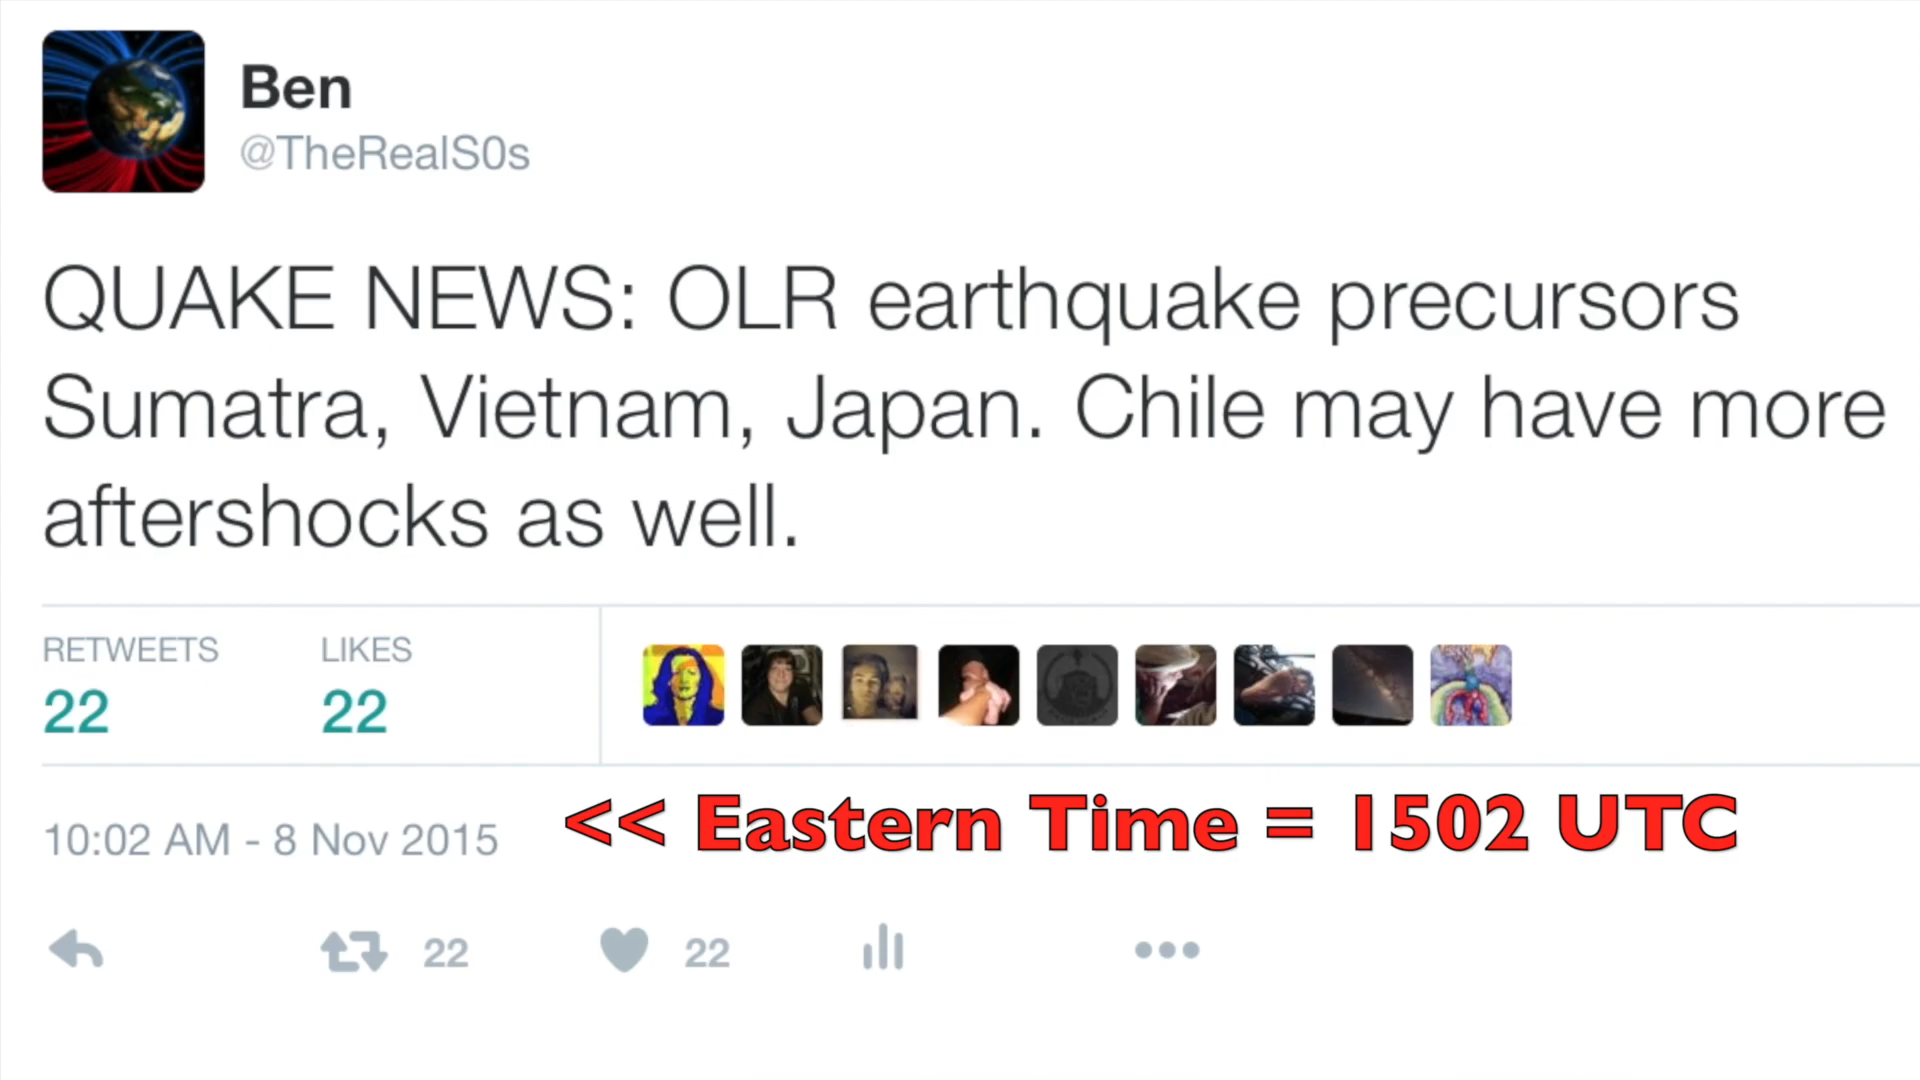 Ben
@TheRealS0s
QUAKE NEWS: OLR earthquake precursors
Sumatra, Vietnam, Japan. Chile may have more
aftershocks as well.
RETWEETS LIKES
22 22
10:02 AM - 8 Nov 2015 << Eastern Time = 1502 UTC
22 22